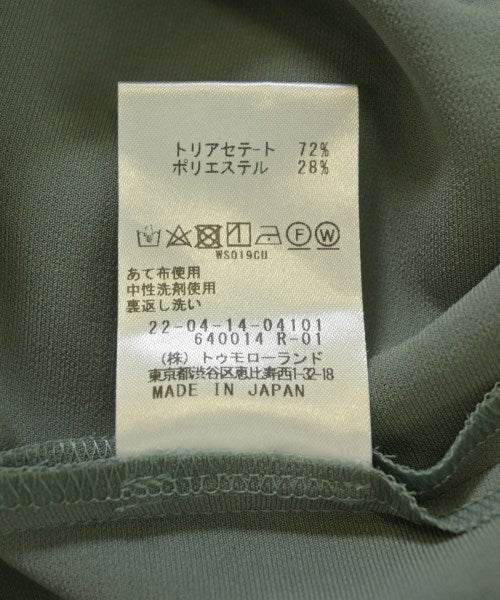 トリアセテート 72%
ポリエステル 28%
F W
WS019CU
あて布使用
中性洗剤使用
裏返し洗い
22-04-14-04101
640014 R-01
(株) トゥモローランド
東京都渋谷区恵比寿西1-32-18
MADE IN JAPAN